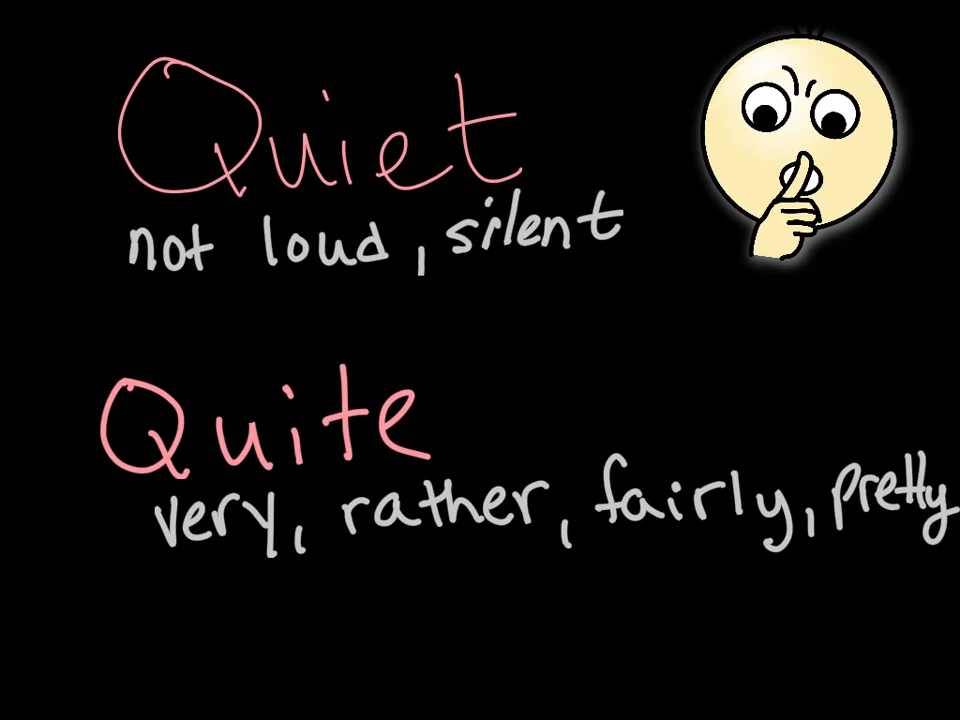 Quiet
not loud, silent
Quite
very, rather, fairly, pretty